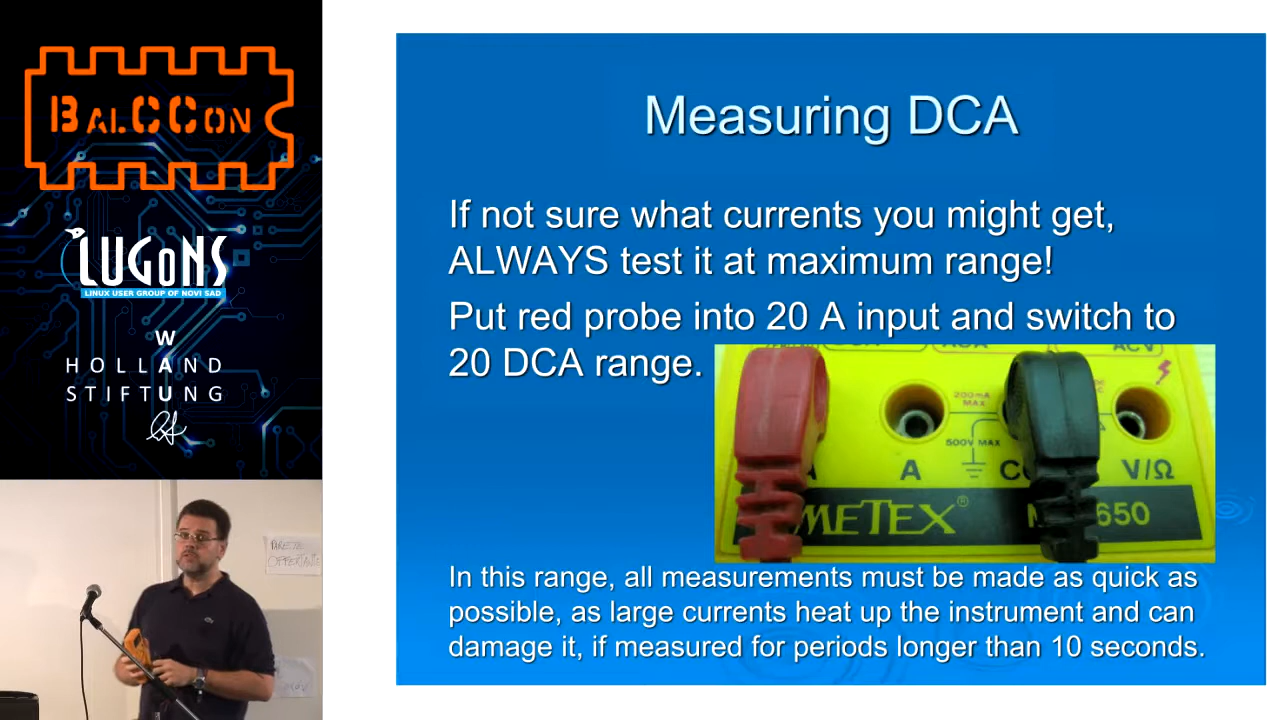 BALCCON
LUGONS
LINUX USER GROUP OF NOVI SAD
W
HOLLAND
A
STIFTUNG
U
Measuring DCA
If not sure what currents you might get,
ALWAYS test it at maximum range!
Put red probe into 20 A input and switch to
20 DCA range.
ACV
200mA
MAX
500V MAX
A
V/Ω
METEX®
650
In this range, all measurements must be made as quick as
possible, as large currents heat up the instrument and can
damage it, if measured for periods longer than 10 seconds.